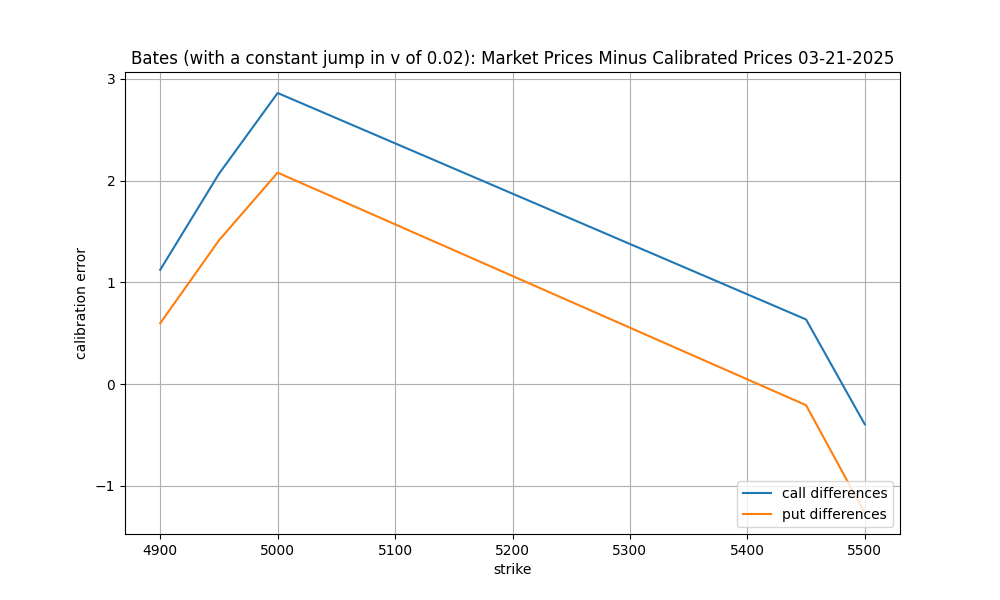 Bates (with a constant jump in v of 0.02): Market Prices Minus Calibrated Prices 03-21-2025
3
2
1
0
−1
calibration error
4900 5000 5100 5200 5300 5400 5500
strike
call differences
put differences